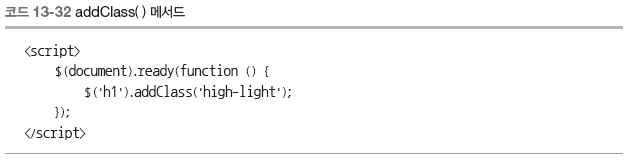 코드 13-32 addClass( ) 메서드
<script>
$(document).ready(function () {
$('h1').addClass('high-light');
});
</script>